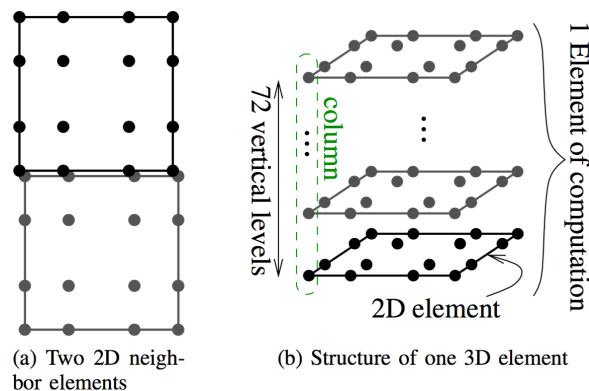 72 vertical levels
column
1 Element of computation
2D element
(a) Two 2D neigh-
bor elements
(b) Structure of one 3D element